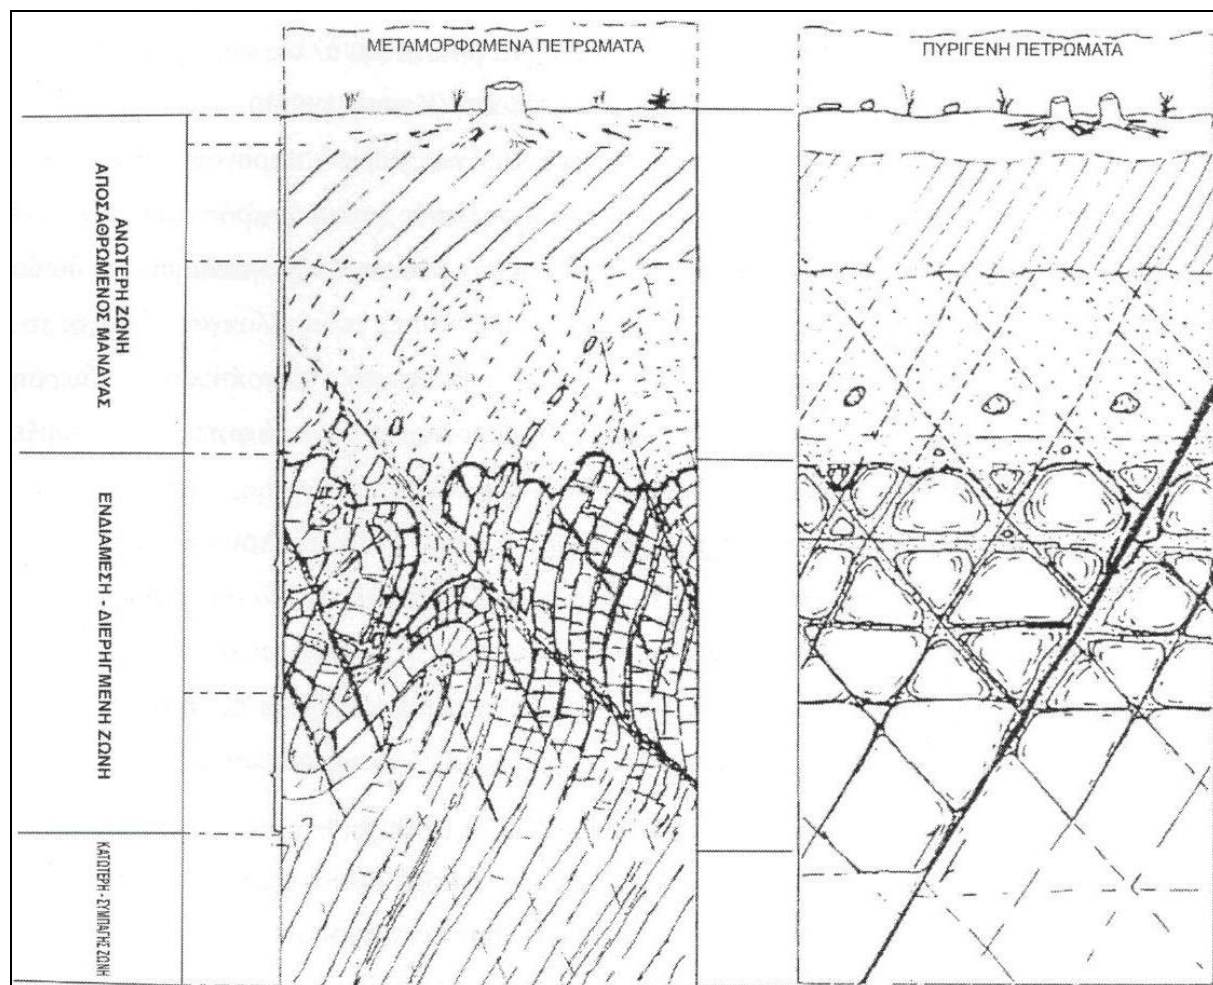 ΜΕΤΑΜΟΡΦΩΜΕΝΑ ΠΕΤΡΩΜΑΤΑ
ΠΥΡΙΓΕΝΗ ΠΕΤΡΩΜΑΤΑ
ΑΝΩΤΕΡΗ ΖΩΝΗ
ΑΠΟΣΑΘΡΩΜΕΝΟΣ ΜΑΝΔΥΑΣ
ΕΝΔΙΑΜΕΣΗ - ΔΙΕΡΗΓΜΕΝΗ ΖΩΝΗ
ΚΑΤΩΤΕΡΗ - ΣΥΜΠΑΓΗΣ ΖΩΝΗ